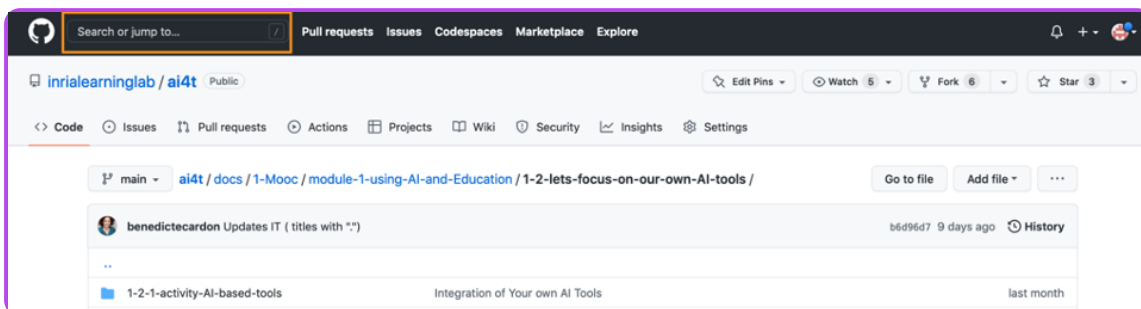 Search or jump to... / Pull requests Issues Codespaces Marketplace Explore
inrialearninglab / ai4t Public Edit Pins Watch 5 Fork 6 Star 3
<> Code Issues Pull requests Actions Projects Wiki Security Insights Settings
main ai4t / docs / 1-Mooc / module-1-using-AI-and-Education / 1-2-lets-focus-on-our-own-AI-tools / Go to file Add file ...
benedictecardon Updates IT ( titles with ".") b6d96d7 9 days ago History
..
1-2-1-activity-AI-based-tools Integration of Your own AI Tools last month